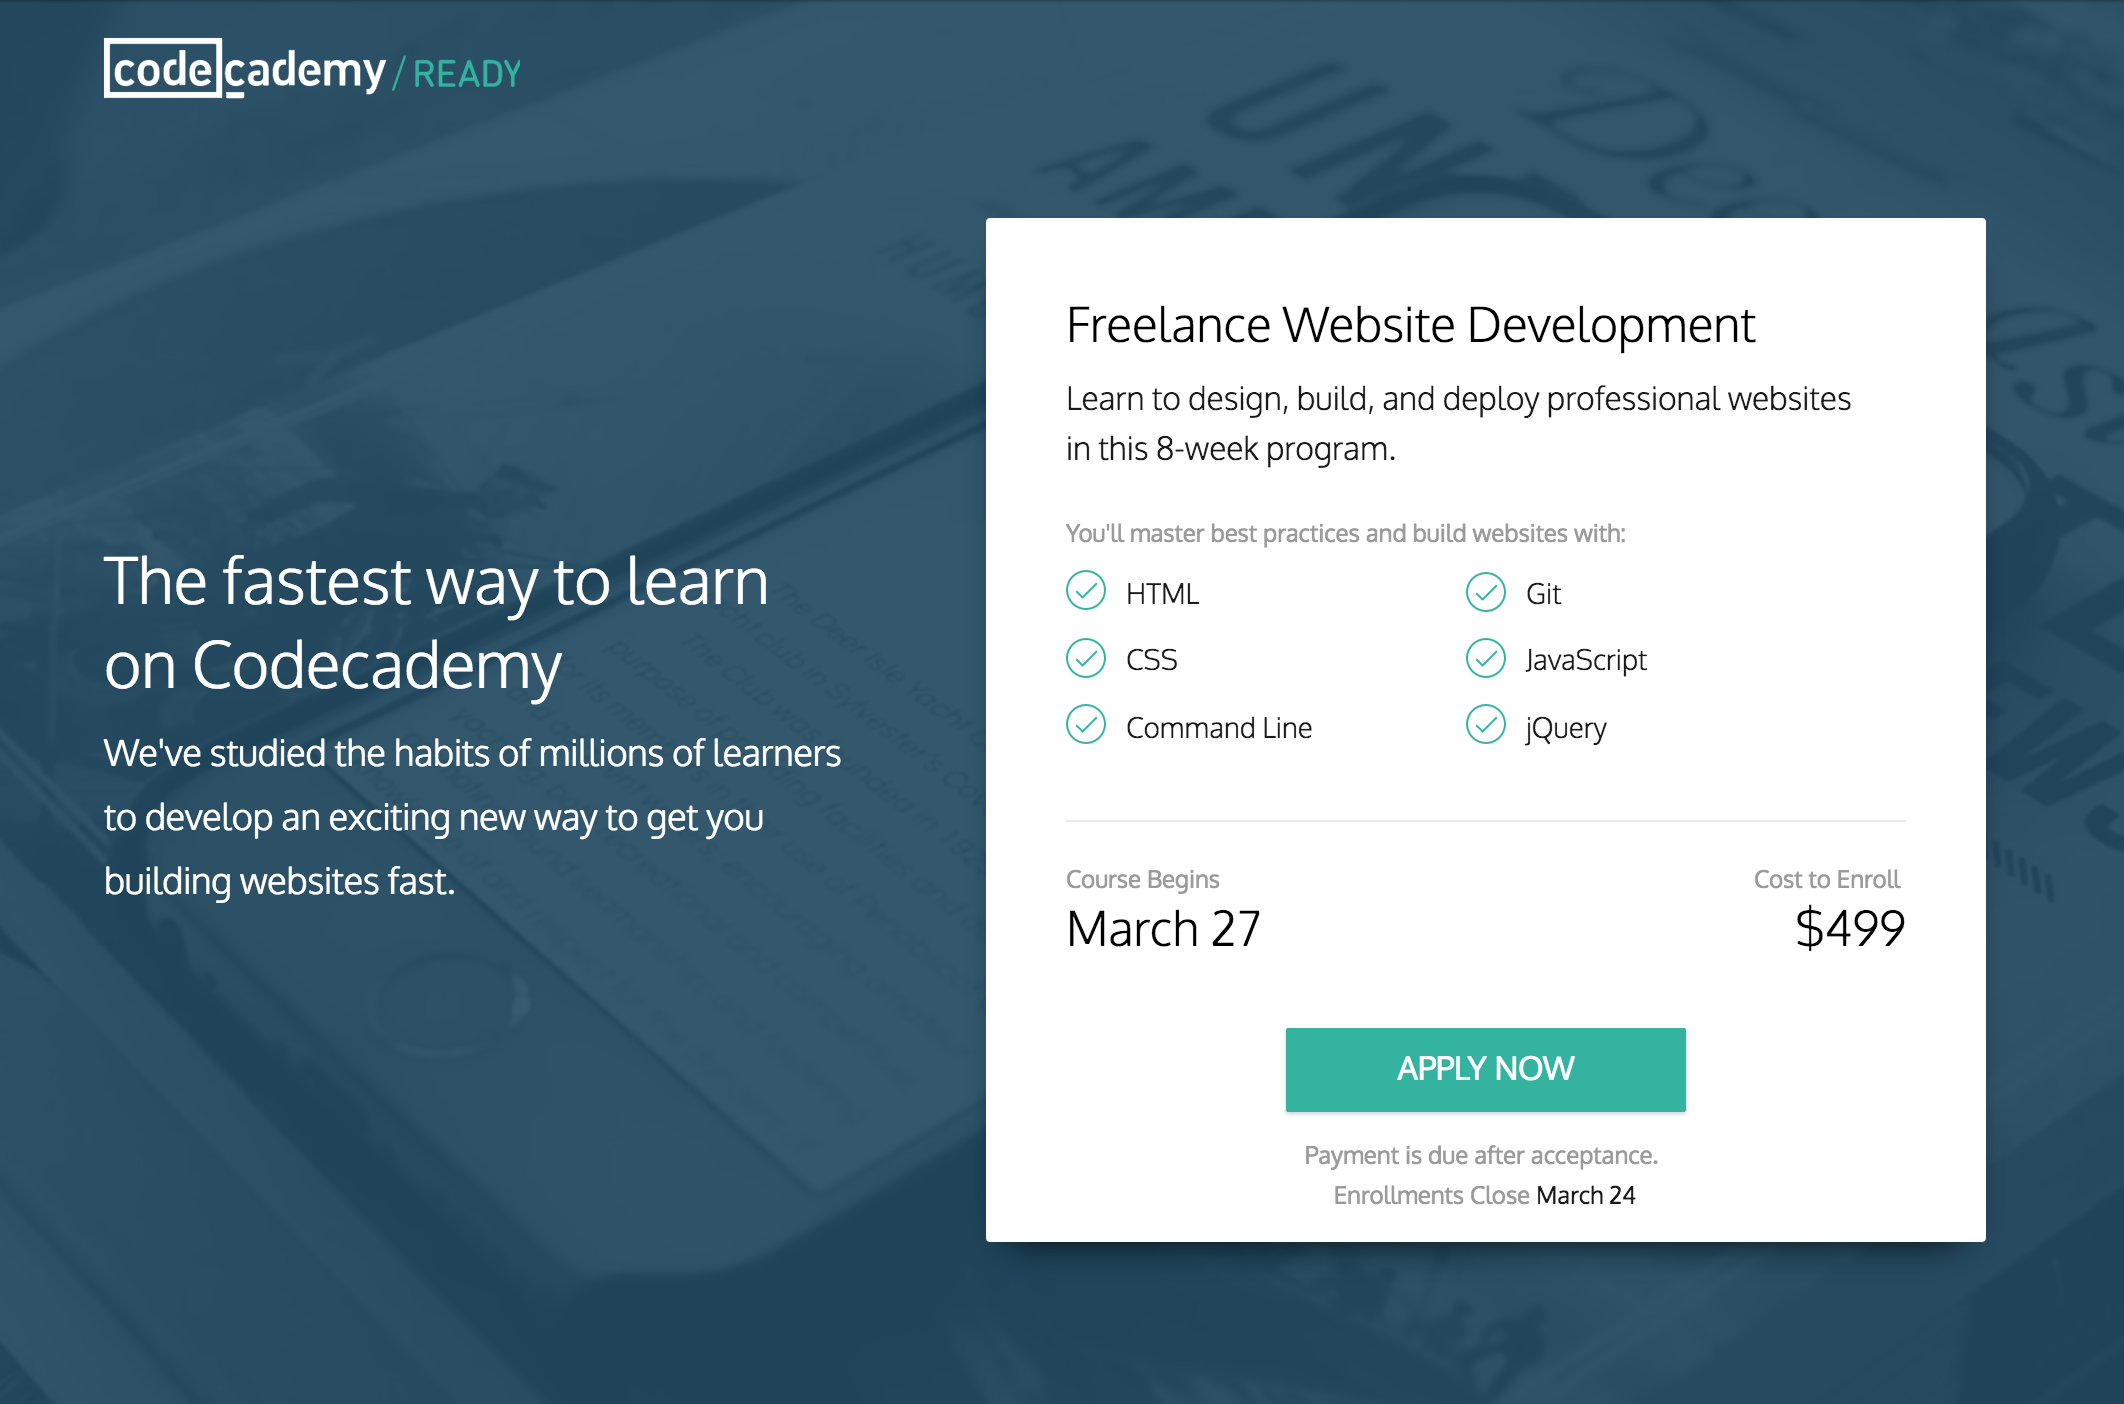 codecademy / READY
The fastest way to learn
on Codecademy
We've studied the habits of millions of learners
to develop an exciting new way to get you
building websites fast.
Freelance Website Development
Learn to design, build, and deploy professional websites
in this 8-week program.
You'll master best practices and build websites with:
HTML
Git
CSS
JavaScript
Command Line
jQuery
Course Begins
Cost to Enroll
March 27
$499
APPLY NOW
Payment is due after acceptance.
Enrollments Close March 24